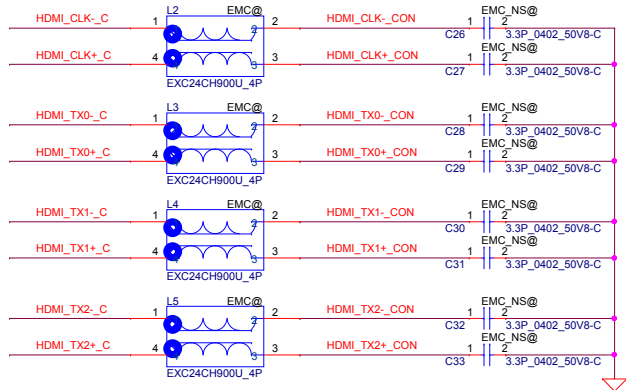 L2 EMC@ EMC_NS@
HDMI_CLK-_C 1 2 HDMI_CLK-_CON 1 2
C26 3.3P_0402_50V8-C
HDMI_CLK+_C 4 3 HDMI_CLK+_CON 1 2
EXC24CH900U_4P C27 3.3P_0402_50V8-C
L3 EMC@ EMC_NS@
HDMI_TX0-_C 1 2 HDMI_TX0-_CON 1 2
C28 3.3P_0402_50V8-C
HDMI_TX0+_C 4 3 HDMI_TX0+_CON 1 2
EXC24CH900U_4P C29 3.3P_0402_50V8-C
L4 EMC@ EMC_NS@
HDMI_TX1-_C 1 2 HDMI_TX1-_CON 1 2
C30 3.3P_0402_50V8-C
HDMI_TX1+_C 4 3 HDMI_TX1+_CON 1 2
EXC24CH900U_4P C31 3.3P_0402_50V8-C
L5 EMC@ EMC_NS@
HDMI_TX2-_C 1 2 HDMI_TX2-_CON 1 2
C32 3.3P_0402_50V8-C
HDMI_TX2+_C 4 3 HDMI_TX2+_CON 1 2
EXC24CH900U_4P C33 3.3P_0402_50V8-C